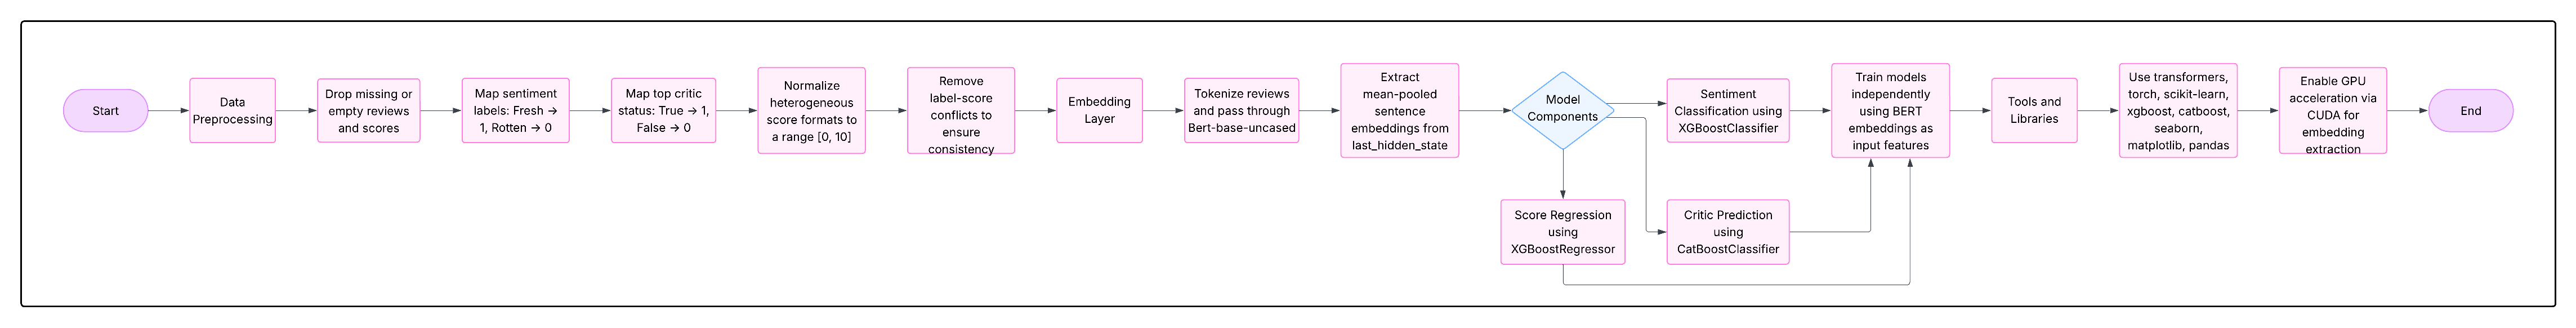 Start
Data
Preprocessing
Drop missing or
empty reviews
and scores
Map sentiment
labels: Fresh →
1, Rotten → 0
Map top critic
status: True → 1,
False → 0
Normalize
heterogeneous
score formats to
a range [0, 10]
Remove
label-score
conflicts to
ensure
consistency
Embedding
Layer
Tokenize reviews
and pass through
Bert-base-uncased
Extract
mean-pooled
sentence
embeddings from
last_hidden_state
Model
Components
Sentiment
Classification using
XGBoostClassifier
Score Regression
using
XGBoostRegressor
Critic Prediction
using
CatBoostClassifier
Train models
independently
using BERT
embeddings as
input features
Tools and
Libraries
Use transformers,
torch, scikit-learn,
xgboost, catboost,
seaborn,
matplotlib, pandas
Enable GPU
acceleration via
CUDA for
embedding
extraction
End